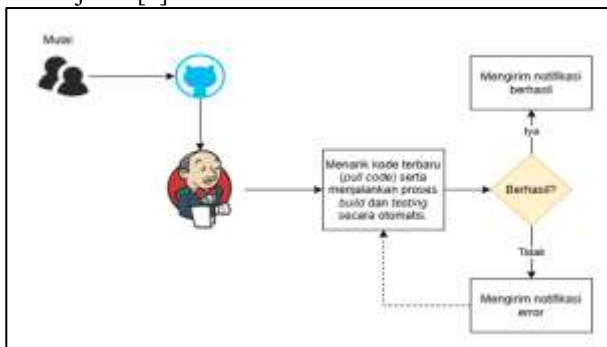 Mulai
Mengirim notifikasi
berhasil
Iya
Menarik kode terbaru
(pull code) serta
menjalankan proses
build dan testing
secara otomatis.
Berhasil?
Tidak
Mengirim notifikasi
error